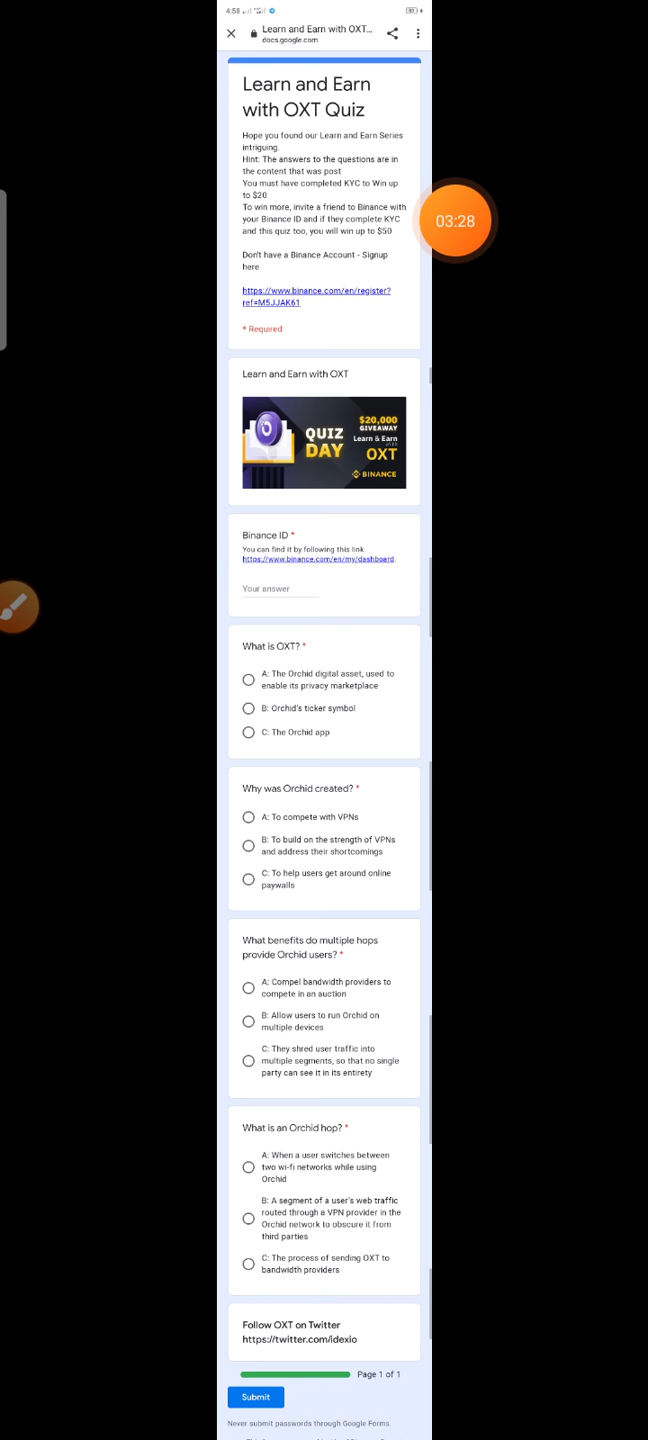 4:58
Learn and Earn with OXT...
docs.google.com
Learn and Earn
with OXT Quiz
Hope you found our Learn and Earn Series
intriguing.
Hint: The answers to the questions are in
the content that was post
You must have completed KYC to Win up
to $20
To win more, invite a friend to Binance with
your Binance ID and if they complete KYC
and this quiz too, you will win up to $50
03:28
Don't have a Binance Account - Signup
here
https://www.binance.com/en/register?
ref=M5JJAK61
* Required
Learn and Earn with OXT
QUIZ
DAY
$20,000
GIVEAWAY
Learn & Earn
OXT
BINANCE
Binance ID *
You can find it by following this link.
https://www.binance.com/en/my/dashboard.
Your answer
What is OXT? *
A: The Orchid digital asset, used to
enable its privacy marketplace
B: Orchid's ticker symbol
C: The Orchid app
Why was Orchid created? *
A: To compete with VPNs
B: To build on the strength of VPNs
and address their shortcomings
C: To help users get around online
paywalls
What benefits do multiple hops
provide Orchid users? *
A: Compel bandwidth providers to
compete in an auction
B: Allow users to run Orchid on
multiple devices
C: They shred user traffic into
multiple segments, so that no single
party can see it in its entirety
What is an Orchid hop? *
A: When a user switches between
two wi-fi networks while using
Orchid
B: A segment of a user's web traffic
routed through a VPN provider in the
Orchid network to obscure it from
third parties
C: The process of sending OXT to
bandwidth providers
Follow OXT on Twitter
https://twitter.com/idexio
Page 1 of 1
Submit
Never submit passwords through Google Forms.